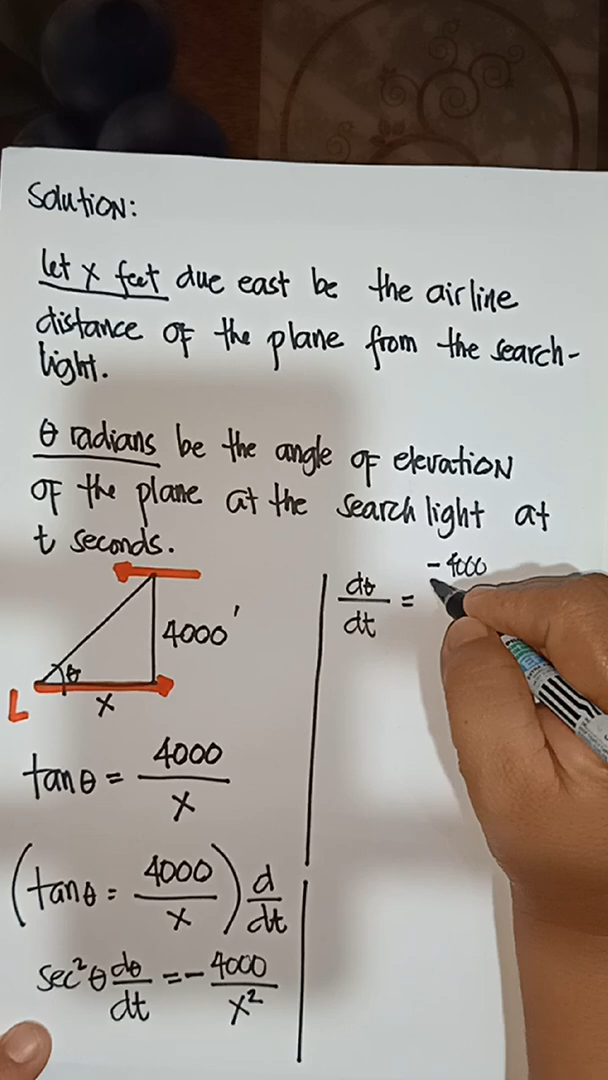 Solution:
let x feet due east be the airline
distance of the plane from the search-
light.
θ radians be the angle of elevation
of the plane at the search light at
t seconds.
4000'
θ
L
x
tan θ = 4000/x
(tan θ = 4000/x) d/dt
sec²θ dθ/dt = - 4000/x²
dθ/dt = -4000